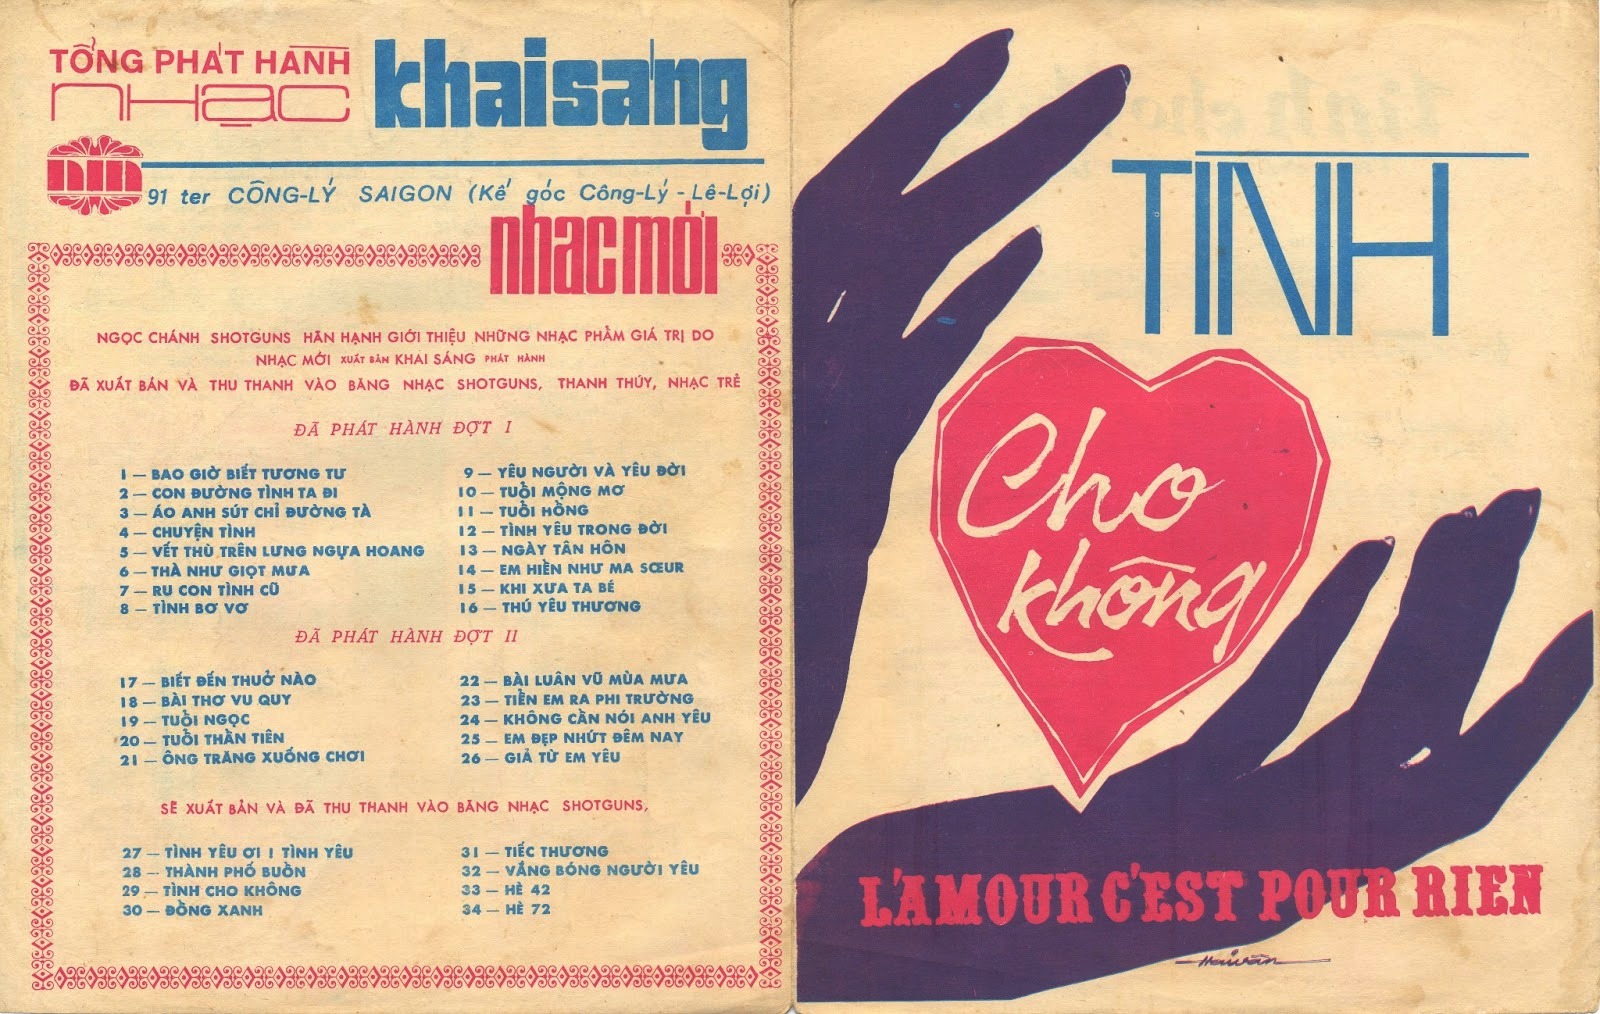 TỔNG PHÁT HÀNH
NHẠC
khai sáng
91 ter CÔNG-LÝ SAIGON (Kế góc Công-Lý - Lê-Lợi)
nhạc mới
NGỌC CHÁNH SHOTGUNS HÂN HẠNH GIỚI THIỆU NHỮNG NHẠC PHẨM GIÁ TRỊ DO
NHẠC MỚI XUẤT BẢN KHAI SÁNG PHÁT HÀNH
ĐÃ XUẤT BẢN VÀ THU THANH VÀO BĂNG NHẠC SHOTGUNS, THANH THÚY, NHẠC TRẺ
ĐÃ PHÁT HÀNH ĐỢT I
1 — BAO GIỜ BIẾT TƯƠNG TƯ
2 — CON ĐƯỜNG TÌNH TA ĐI
3 — ÁO ANH SÚT CHỈ ĐƯỜNG TÀ
4 — CHUYỆN TÌNH
5 — VẾT THÙ TRÊN LƯNG NGỰA HOANG
6 — THÀ NHƯ GIỌT MƯA
7 — RU CON TÌNH CŨ
8 — TÌNH BƠ VƠ
9 — YÊU NGƯỜI VÀ YÊU ĐỜI
10 — TUỔI MỘNG MƠ
11 — TUỔI HỒNG
12 — TÌNH YÊU TRONG ĐỜI
13 — NGÀY TÂN HÔN
14 — EM HIỀN NHƯ MA SŒUR
15 — KHI XƯA TA BÉ
16 — THÚ YÊU THƯƠNG
ĐÃ PHÁT HÀNH ĐỢT II
17 — BIẾT ĐẾN THUỞ NÀO
18 — BÀI THƠ VU QUY
19 — TUỔI NGỌC
20 — TUỔI THẦN TIÊN
21 — ÔNG TRĂNG XUỐNG CHƠI
22 — BÀI LUÂN VŨ MÙA MƯA
23 — TIỄN EM RA PHI TRƯỜNG
24 — KHÔNG CẦN NÓI ANH YÊU
25 — EM ĐẸP NHỨT ĐÊM NAY
26 — GIẢ TỪ EM YÊU
SẼ XUẤT BẢN VÀ ĐÃ THU THANH VÀO BĂNG NHẠC SHOTGUNS,
27 — TÌNH YÊU ƠI ! TÌNH YÊU
28 — THÀNH PHỐ BUỒN
29 — TÌNH CHO KHÔNG
30 — ĐỒNG XANH
31 — TIẾC THƯƠNG
32 — VẮNG BÓNG NGƯỜI YÊU
33 — HÈ 42
34 — HÈ 72
TÌNH
Cho
không
L'AMOUR C'EST POUR RIEN